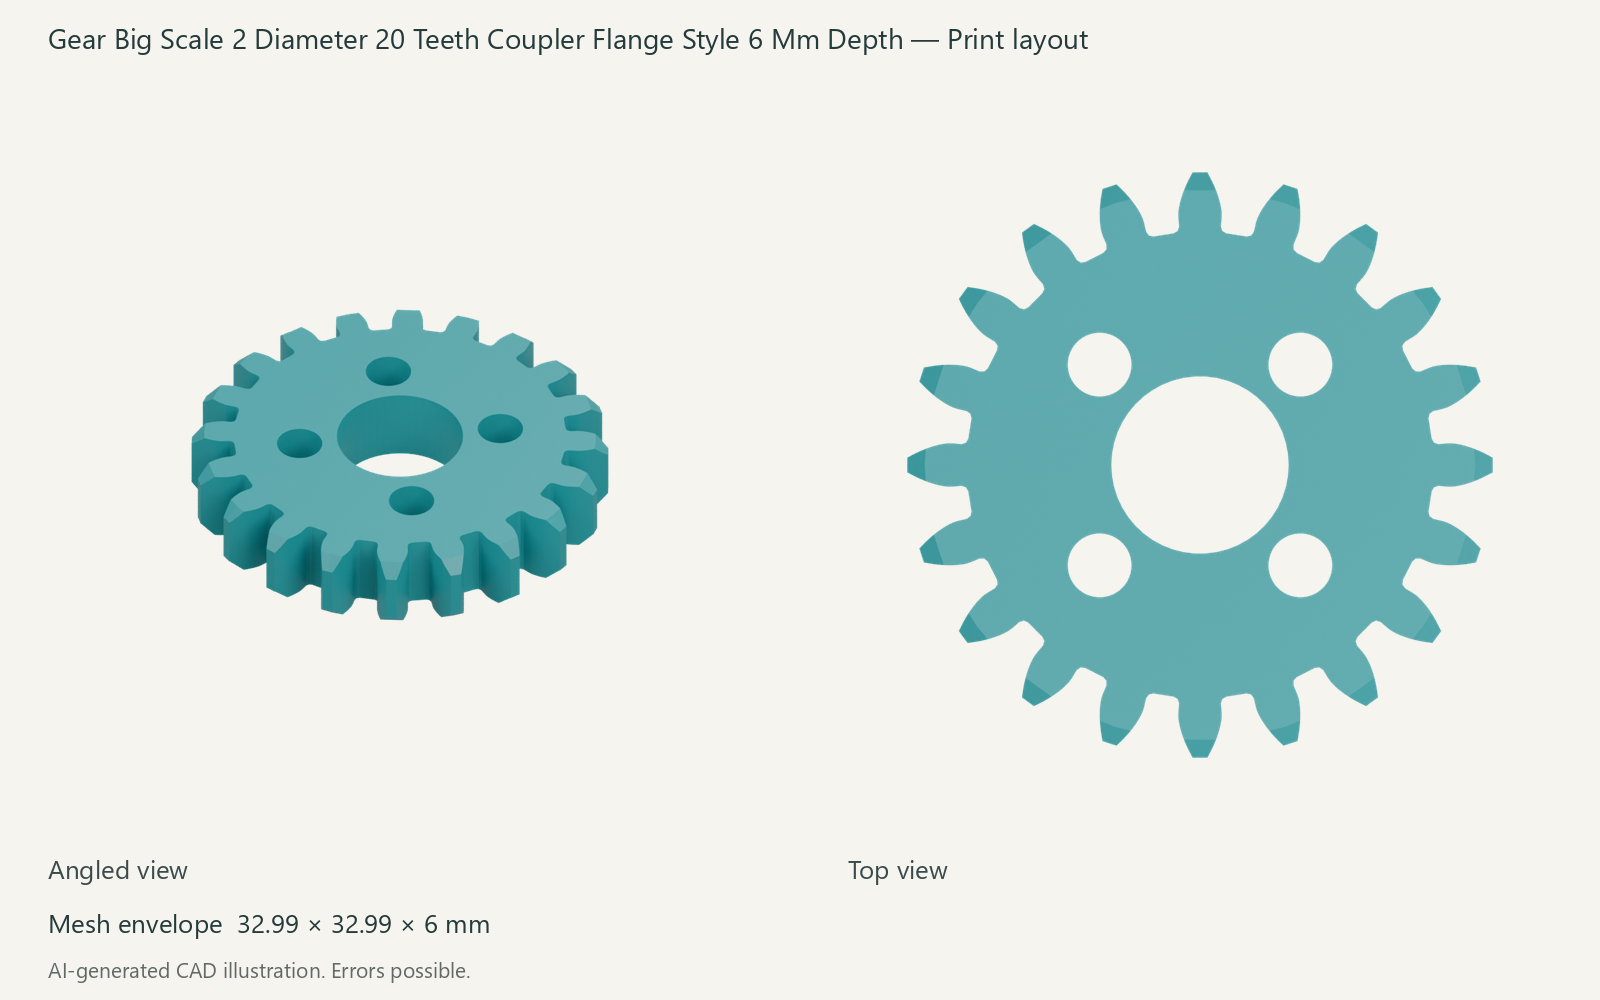 Gear Big Scale 2 Diameter 20 Teeth Coupler Flange Style 6 Mm Depth — Print layout
Angled view
Top view
Mesh envelope  32.99 × 32.99 × 6 mm
AI-generated CAD illustration. Errors possible.